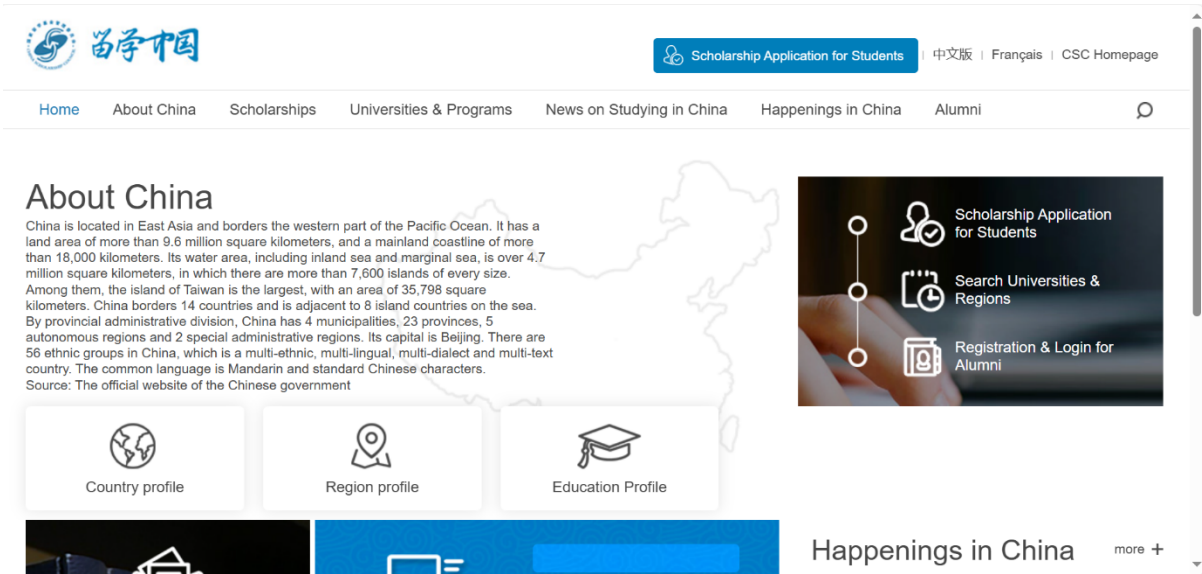 留学中国
Scholarship Application for Students
中文版 | Français | CSC Homepage
Home About China Scholarships Universities & Programs News on Studying in China Happenings in China Alumni
About China
China is located in East Asia and borders the western part of the Pacific Ocean. It has a
land area of more than 9.6 million square kilometers, and a mainland coastline of more
than 18,000 kilometers. Its water area, including inland sea and marginal sea, is over 4.7
million square kilometers, in which there are more than 7,600 islands of every size.
Among them, the island of Taiwan is the largest, with an area of 35,798 square
kilometers. China borders 14 countries and is adjacent to 8 island countries on the sea.
By provincial administrative division, China has 4 municipalities, 23 provinces, 5
autonomous regions and 2 special administrative regions. Its capital is Beijing. There are
56 ethnic groups in China, which is a multi-ethnic, multi-lingual, multi-dialect and multi-text
country. The common language is Mandarin and standard Chinese characters.
Source: The official website of the Chinese government
Scholarship Application
for Students
Search Universities &
Regions
Registration & Login for
Alumni
Country profile
Region profile
Education Profile
Happenings in China more +